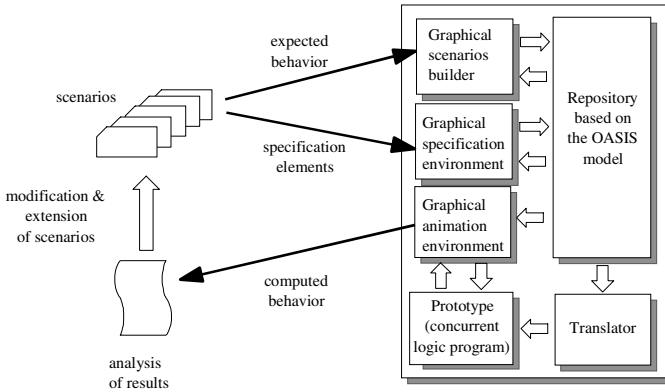 expected
behavior
scenarios
specification
elements
modification &
extension
of scenarios
computed
behavior
analysis
of results
Graphical
scenarios
builder
Graphical
specification
environment
Graphical
animation
environment
Repository
based on
the OASIS
model
Prototype
(concurrent
logic program)
Translator